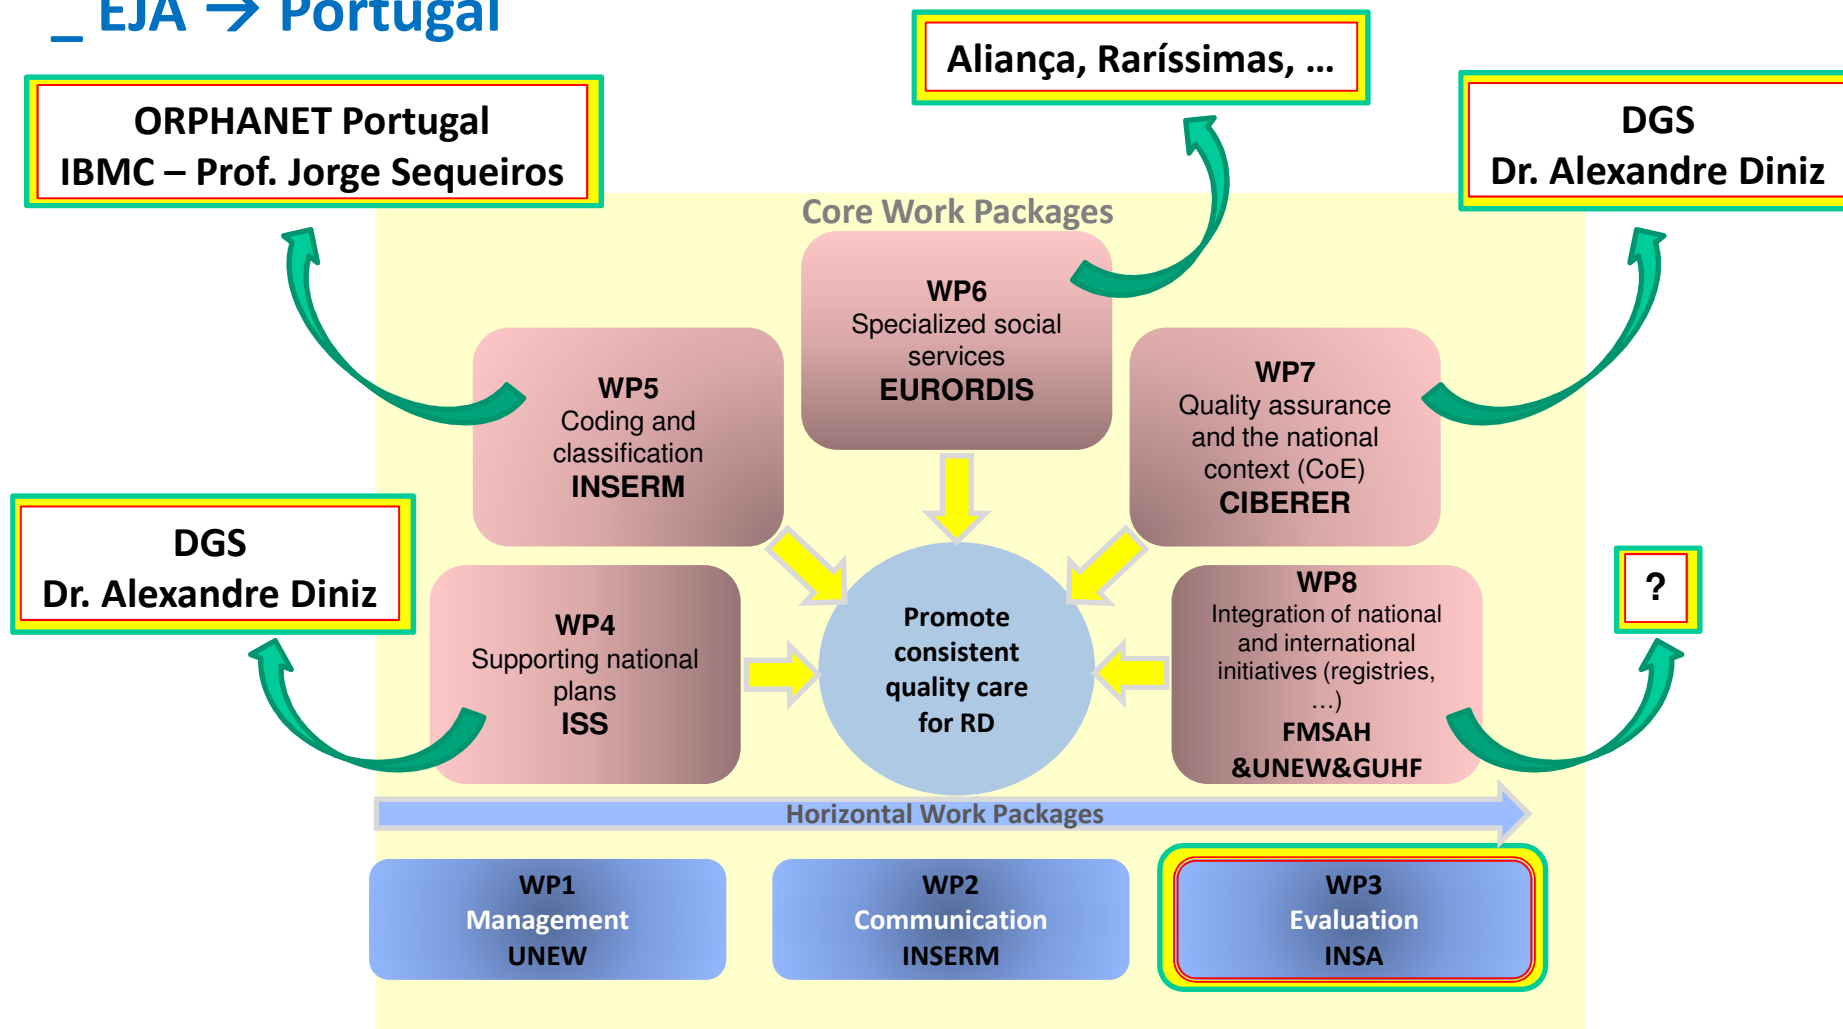 _ EJA → Portugal
Aliança, Raríssimas, ...
ORPHANET Portugal
IBMC – Prof. Jorge Sequeiros
DGS
Dr. Alexandre Diniz
Core Work Packages
WP6
Specialized social
services
EURORDIS
WP5
Coding and
classification
INSERM
WP7
Quality assurance
and the national
context (CoE)
CIBERER
DGS
Dr. Alexandre Diniz
WP4
Supporting national
plans
ISS
Promote
consistent
quality care
for RD
WP8
Integration of national
and international
initiatives (registries,
...)
FMSAH
&UNEW&GUHF
?
Horizontal Work Packages
WP1
Management
UNEW
WP2
Communication
INSERM
WP3
Evaluation
INSA